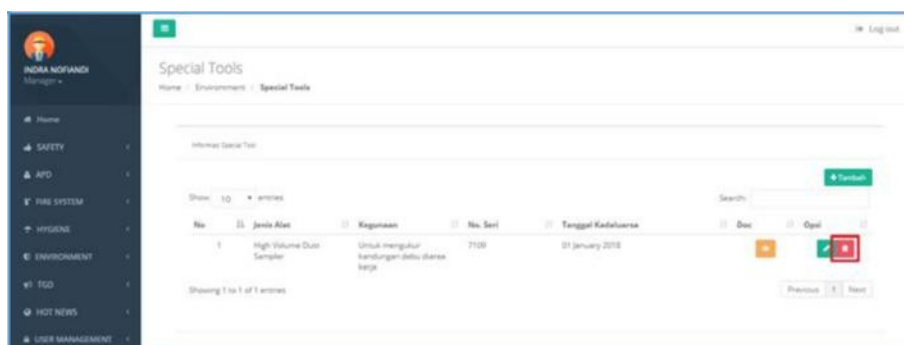 Log out
INDRA NOFIANDI
Manager
Special Tools
Home / Environment / Special Tools
Home
SAFETY
APD
FIRE SYSTEM
HYGIENE
ENVIRONMENT
TGD
HOT NEWS
USER MANAGEMENT
Informasi Special Tool
+Tambah
Show 10 entries
Search:
No Jenis Alat Kegunaan No. Seri Tanggal Kadaluarsa Doc Opsi
1 High Volume Dust Untuk mengukur 7109 01 January 2018
Sampler kandungan debu diarea
kerja
Showing 1 to 1 of 1 entries
Previous 1 Next